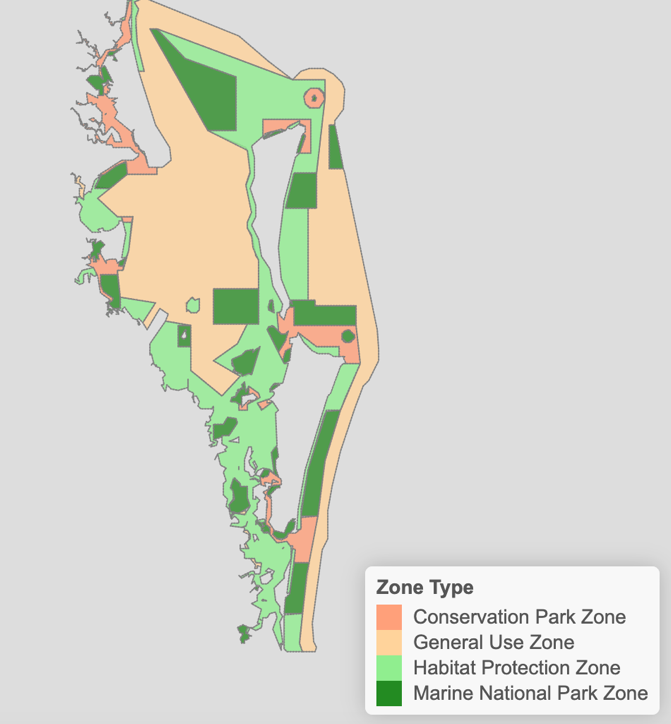 Zone Type
Conservation Park Zone
General Use Zone
Habitat Protection Zone
Marine National Park Zone